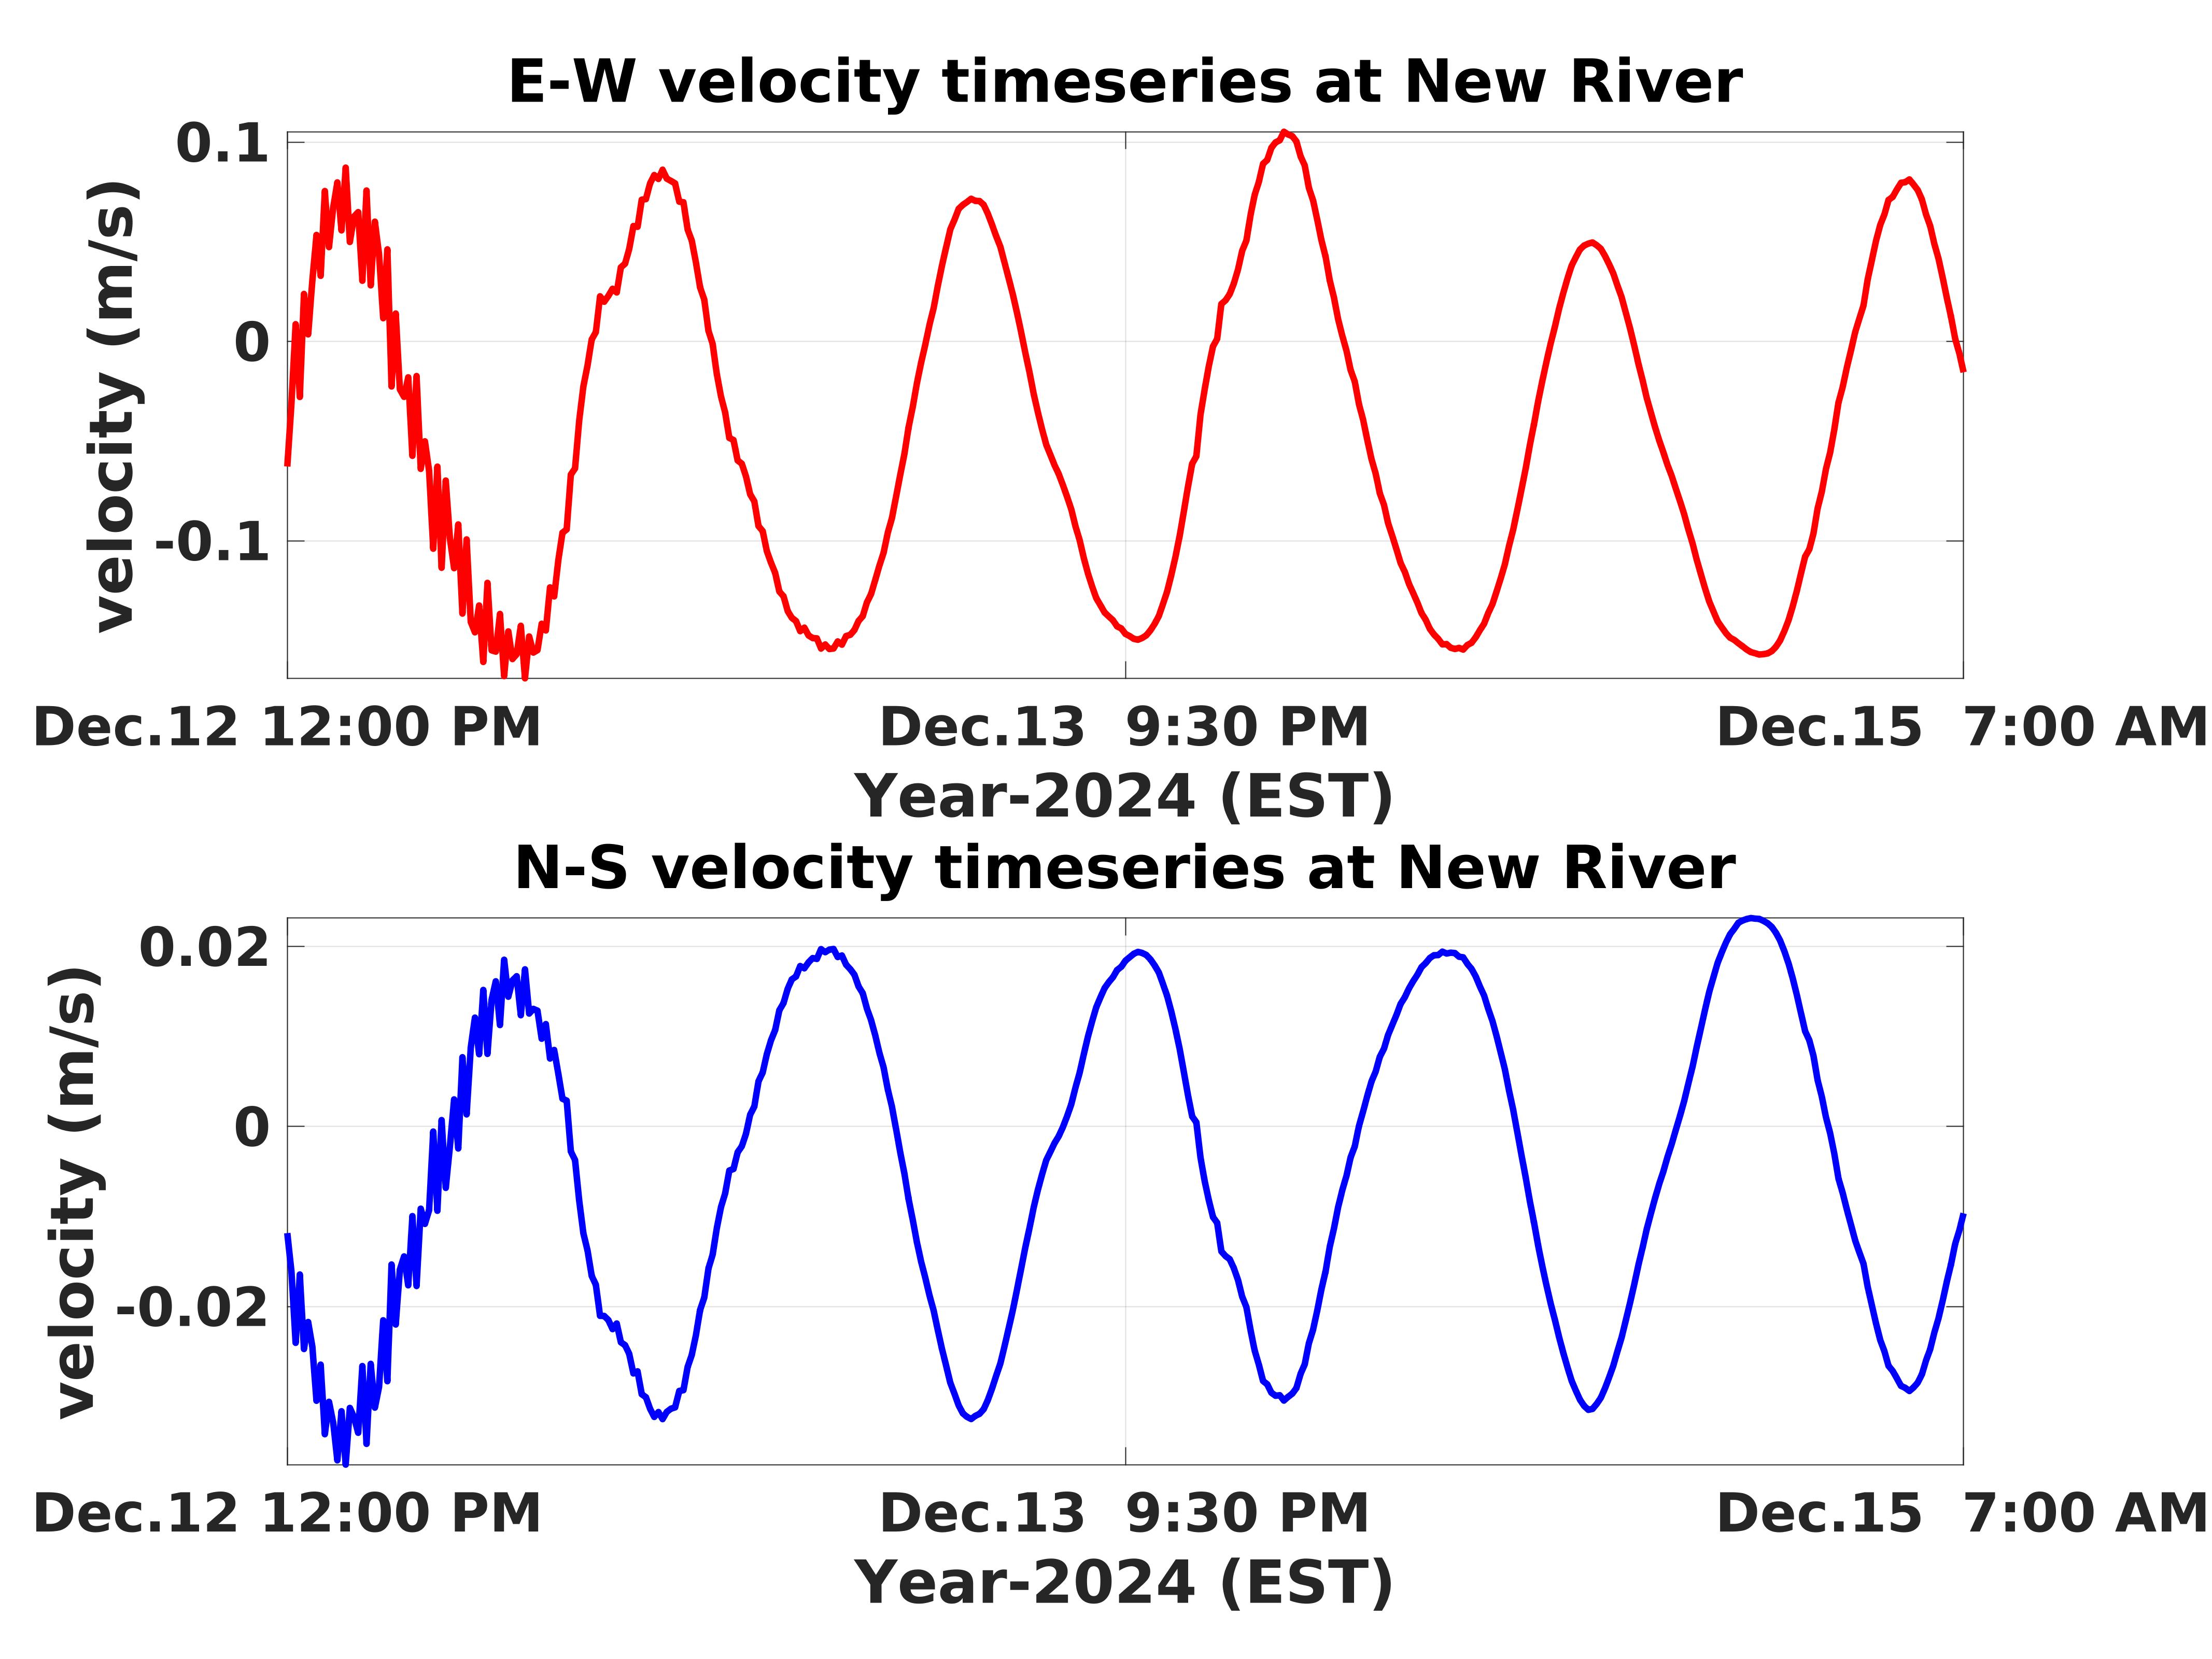 E-W velocity timeseries at New River
velocity (m/s)
0.1
0
-0.1
Dec.12 12:00 PM Dec.13 9:30 PM Dec.15 7:00 AM
Year-2024 (EST)
N-S velocity timeseries at New River
velocity (m/s)
0.02
0
-0.02
Dec.12 12:00 PM Dec.13 9:30 PM Dec.15 7:00 AM
Year-2024 (EST)